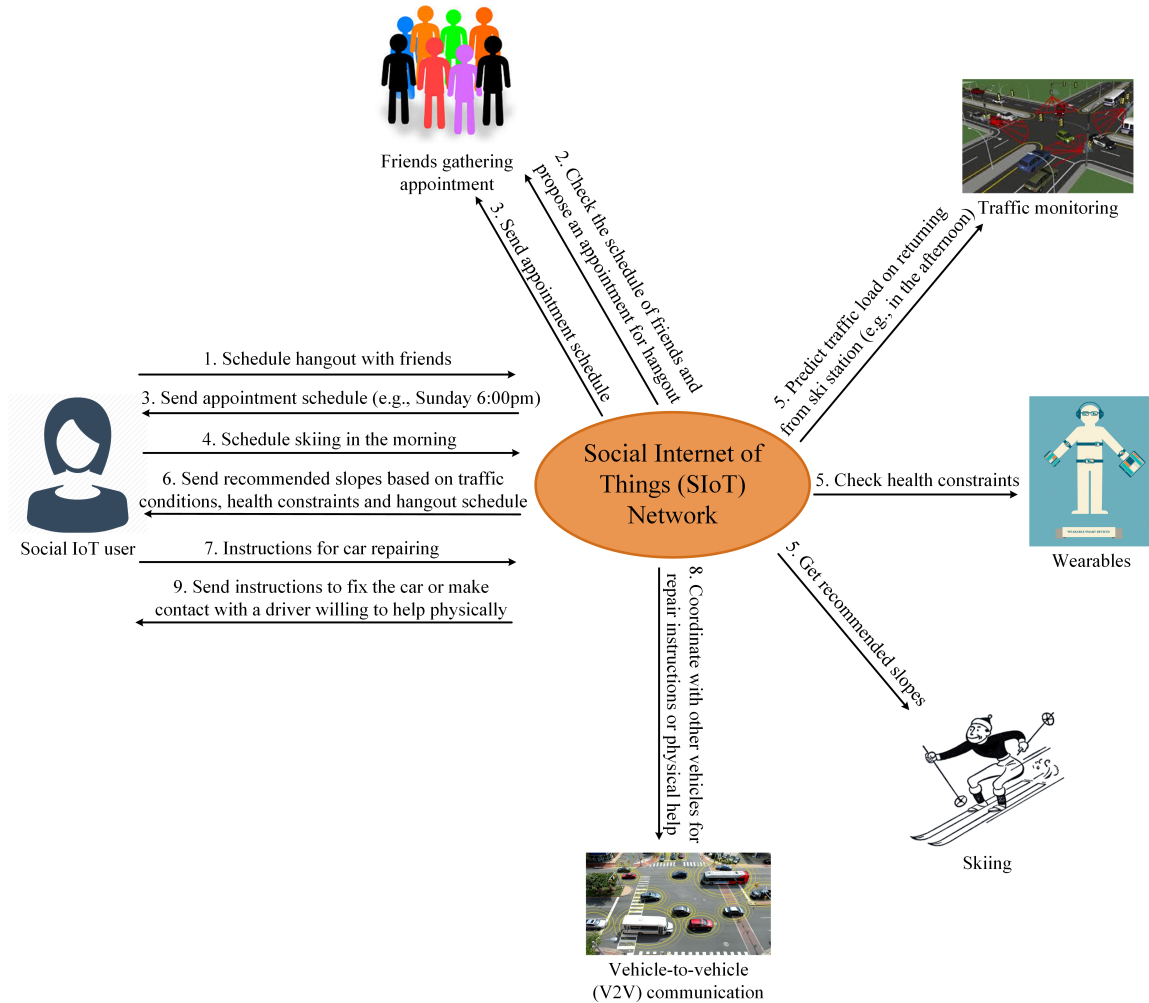 Friends gathering
appointment
2. Check the schedule of friends and
propose an appointment for hangout
3. Send appointment schedule
Traffic monitoring
5. Predict traffic load on returning
from ski station (e.g., in the afternoon)
1. Schedule hangout with friends
3. Send appointment schedule (e.g., Sunday 6:00pm)
4. Schedule skiing in the morning
6. Send recommended slopes based on traffic
conditions, health constraints and hangout schedule
Social IoT user
7. Instructions for car repairing
9. Send instructions to fix the car or make
contact with a driver willing to help physically
Social Internet of
Things (SIoT)
Network
5. Check health constraints
WEARABLE SMART DEVICES
Wearables
5. Get recommended slopes
Skiing
8. Coordinate with other vehicles for
repair instructions or physical help
Vehicle-to-vehicle
(V2V) communication